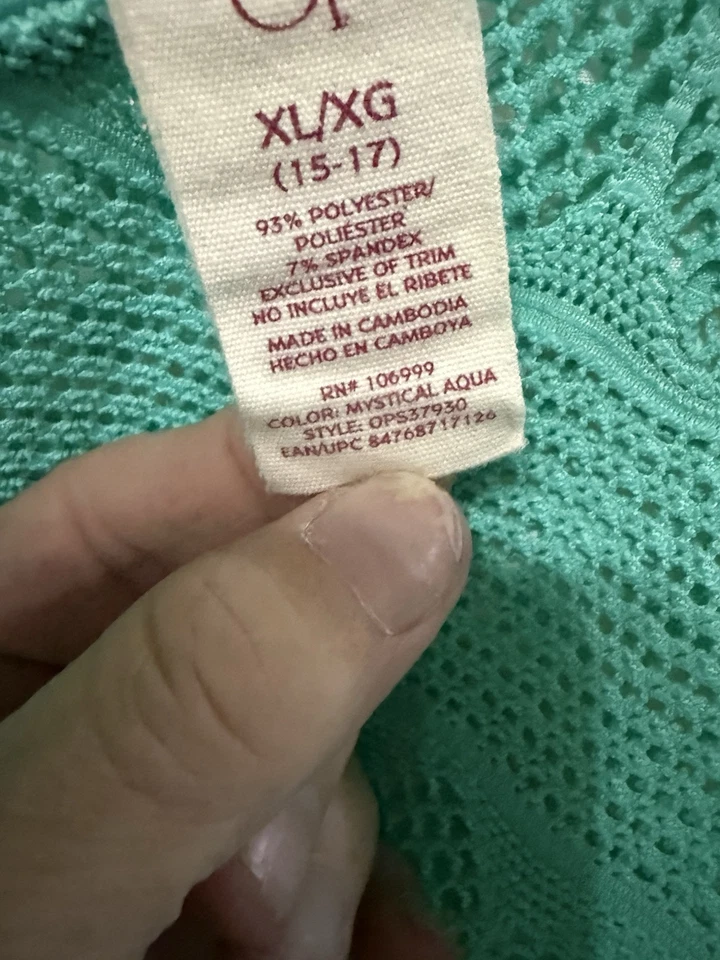 XL/XG
(15-17)
93% POLYESTER/
POLIÉSTER
7% SPANDEX
EXCLUSIVE OF TRIM
NO INCLUYE EL RIBETE
MADE IN CAMBODIA
HECHO EN CAMBOYA
RN# 106999
COLOR: MYSTICAL AQUA
STYLE: OPS37930
EAN/UPC 84768717126